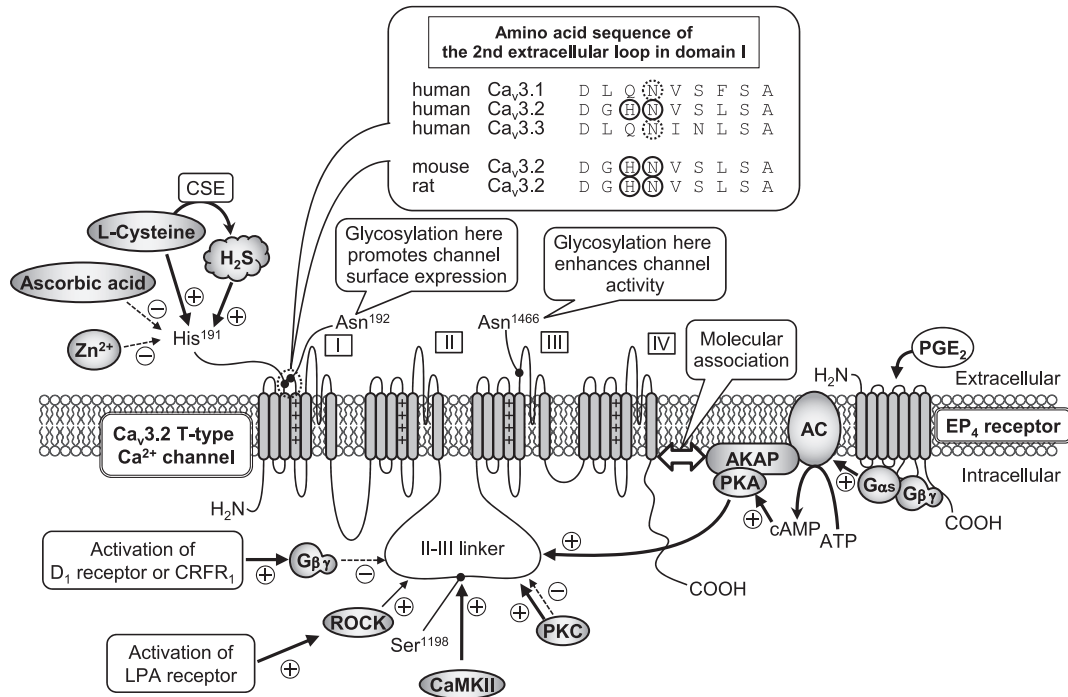 Amino acid sequence of
the 2nd extracellular loop in domain I
human Caᵥ3.1 D L Q N V S F S A
human Caᵥ3.2 D G H N V S L S A
human Caᵥ3.3 D L Q N I N L S A
mouse Caᵥ3.2 D G H N V S L S A
rat Caᵥ3.2 D G H N V S L S A
CSE
L-Cysteine
H₂S
Ascorbic acid
Zn²⁺
+
+
−
−
His¹⁹¹
Glycosylation here
promotes channel
surface expression
Asn¹⁹²
Glycosylation here
enhances channel
activity
Asn¹⁴⁶⁶
I
II
III
IV
Molecular
association
PGE₂
H₂N
Extracellular
Caᵥ3.2 T-type
Ca²⁺ channel
+ + + +
+ + + +
+ + + +
+ + + +
AC
EP₄ receptor
AKAP
PKA
Intracellular
Gαs
Gβγ
+
+
cAMP
ATP
COOH
H₂N
II-III linker
+
COOH
Activation of
D₁ receptor or CRFR₁
+
Gβγ
−
ROCK
+
Ser¹¹⁹⁸
+
+
−
PKC
Activation of
LPA receptor
+
CaMKII